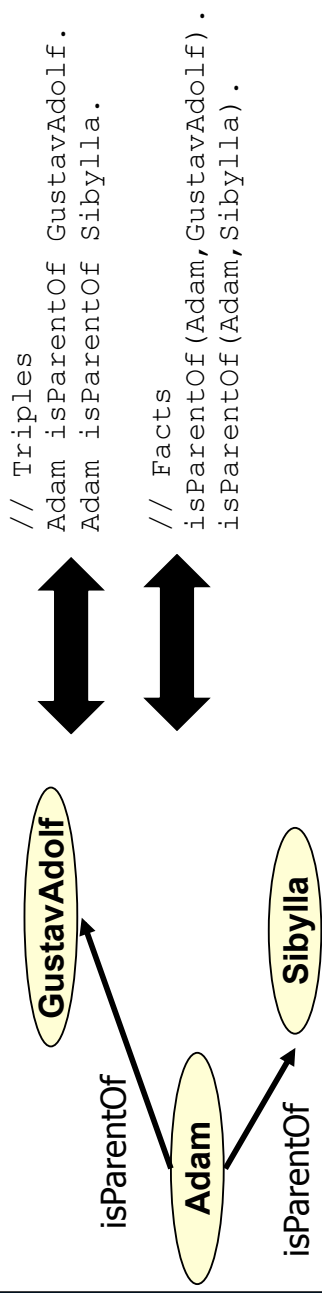 isParentOf
GustavAdolf
Adam
isParentOf
Sibylla
// Triples
Adam isParentOf GustavAdolf.
Adam isParentOf Sibylla.
// Facts
isParentOf(Adam,GustavAdolf).
isParentOf(Adam,Sibylla).